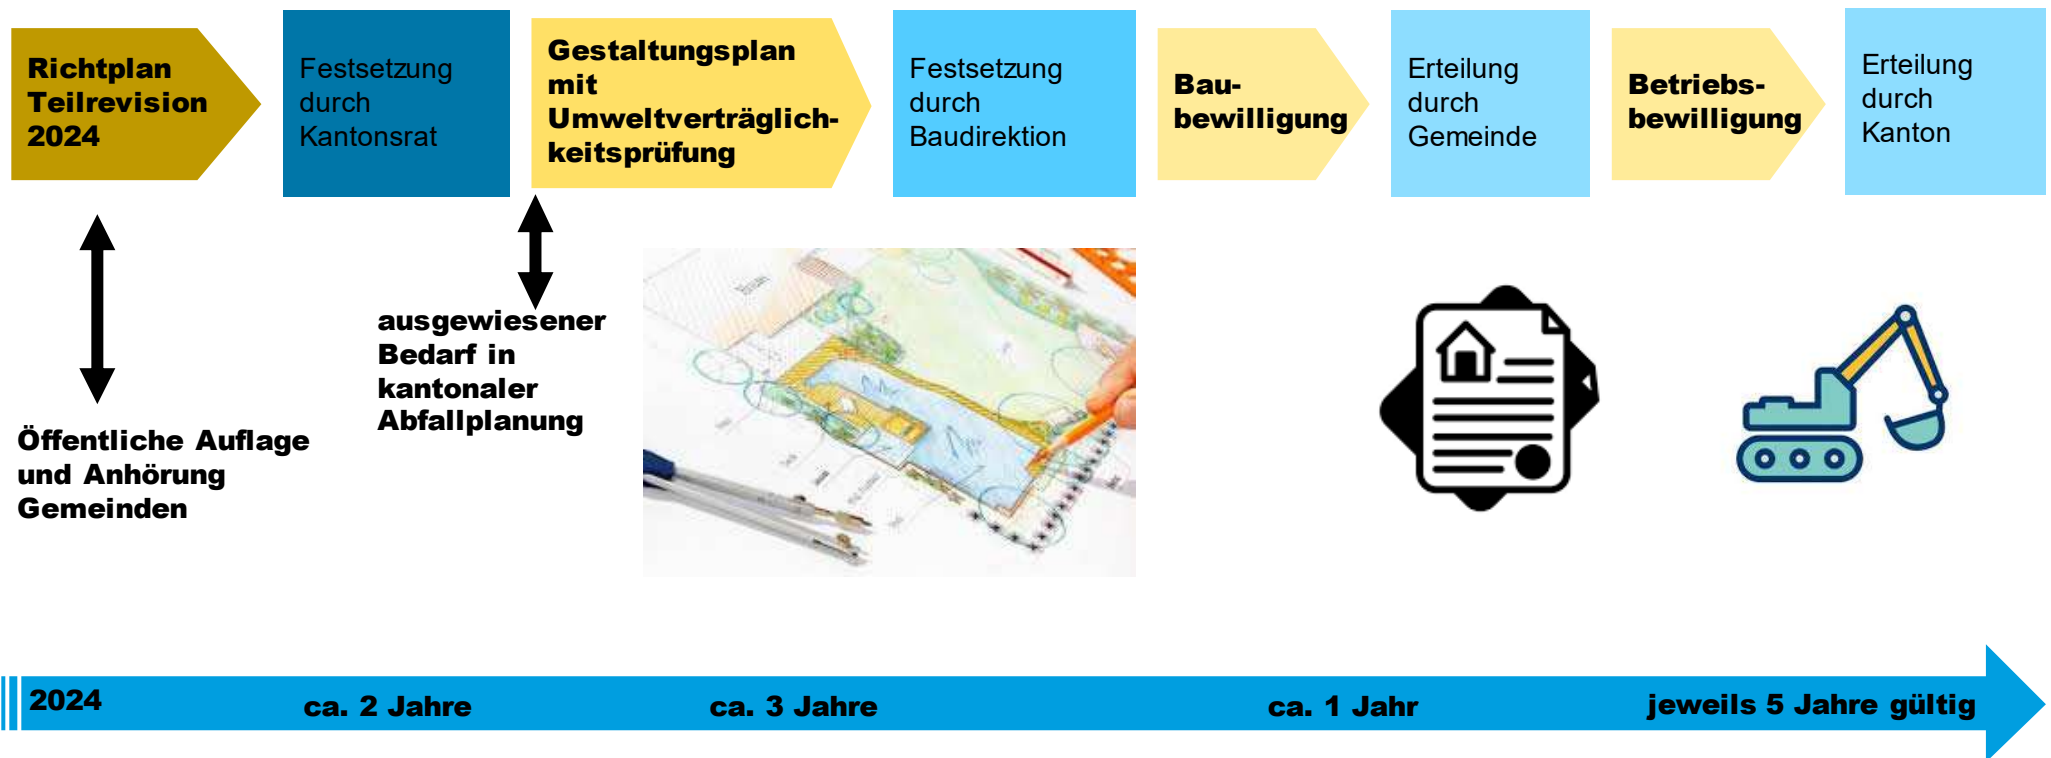 Richtplan
Teilrevision
2024
Festsetzung
durch
Kantonsrat
Gestaltungsplan
mit
Umweltverträglich-
keitsprüfung
Festsetzung
durch
Baudirektion
Bau-
bewilligung
Erteilung
durch
Gemeinde
Betriebs-
bewilligung
Erteilung
durch
Kanton
ausgewiesener
Bedarf in
kantonaler
Abfallplanung
Öffentliche Auflage
und Anhörung
Gemeinden
2024
ca. 2 Jahre
ca. 3 Jahre
ca. 1 Jahr
jeweils 5 Jahre gültig